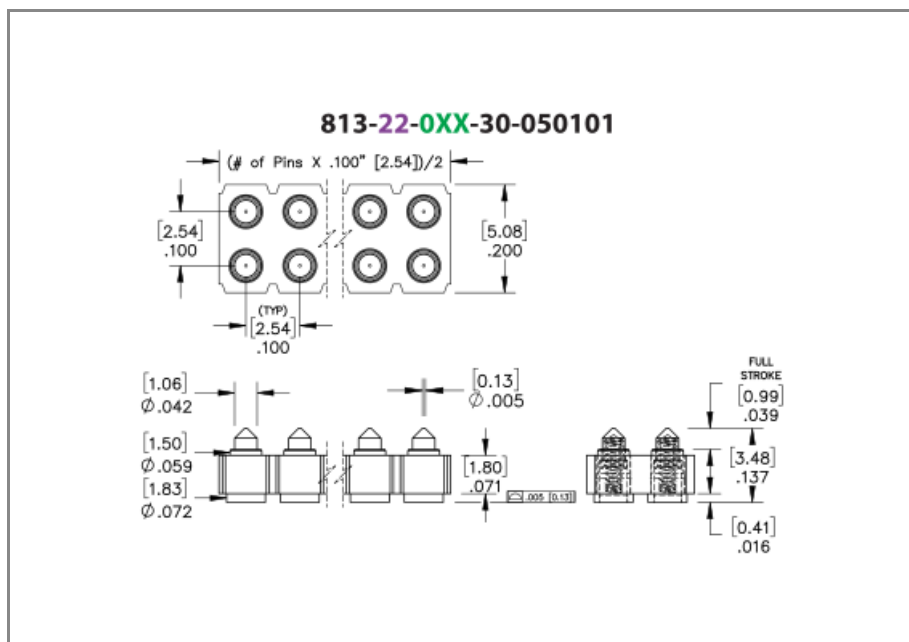 813-22-0XX-30-050101
(# of Pins X .100" [2.54])/2
[2.54]
.100
[5.08]
.200
(TYP)
[2.54]
.100
[1.06]
Ø.042
[0.13]
Ø.005
FULL
STROKE
[0.99]
.039
[1.50]
Ø.059
[1.80]
.071
[3.48]
.137
[1.83]
Ø.072
.005 [0.13]
[0.41]
.016